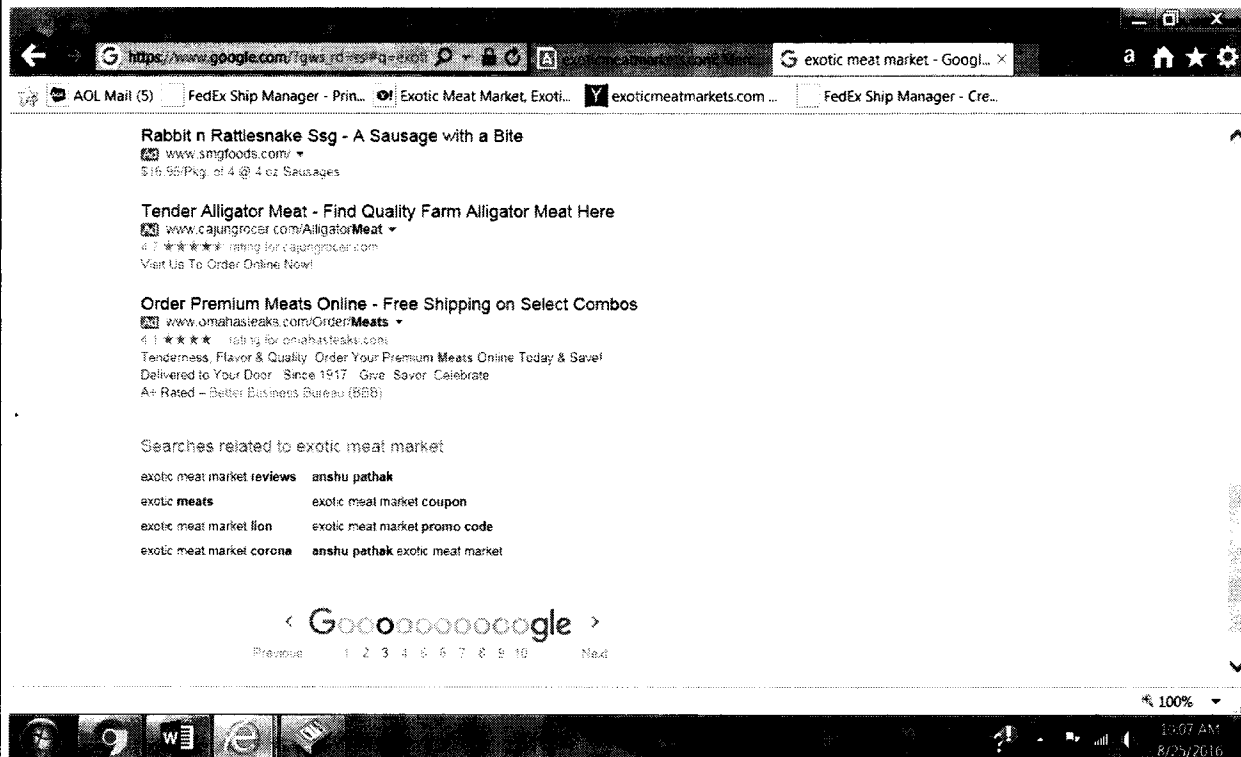 https://www.google.com/?gws_rd=
exotic meat market - Googl...
AOL Mail (5) FedEx Ship Manager - Prin... Exotic Meat Market, Exoti... exoticmeatmarkets.com ... FedEx Ship Manager - Cre...
Rabbit n Rattlesnake Ssg - A Sausage with a Bite
Ad www.smgfoods.com/
$16.95/Pkg. of 4 @ 4 oz Sausages
Tender Alligator Meat - Find Quality Farm Alligator Meat Here
Ad www.cajungrocer.com/AlligatorMeat
★★★★★ rating for cajungrocer.com
Visit Us To Order Online Now!
Order Premium Meats Online - Free Shipping on Select Combos
Ad www.omahasteaks.com/Order/Meats
4.1 ★★★★ rating for omahasteaks.com
Tenderness, Flavor & Quality. Order Your Premium Meats Online Today & Save!
Delivered to Your Door Since 1917 Give Savor Celebrate
A+ Rated – Better Business Bureau (BBB)
Searches related to exotic meat market
exotic meat market reviews anshu pathak
exotic meats exotic meat market coupon
exotic meat market lion exotic meat market promo code
exotic meat market corona anshu pathak exotic meat market
< Goooooooooogle >
Previous 1 2 3 4 5 6 7 8 9 10 Next
100%
10:07 AM
8/25/2016